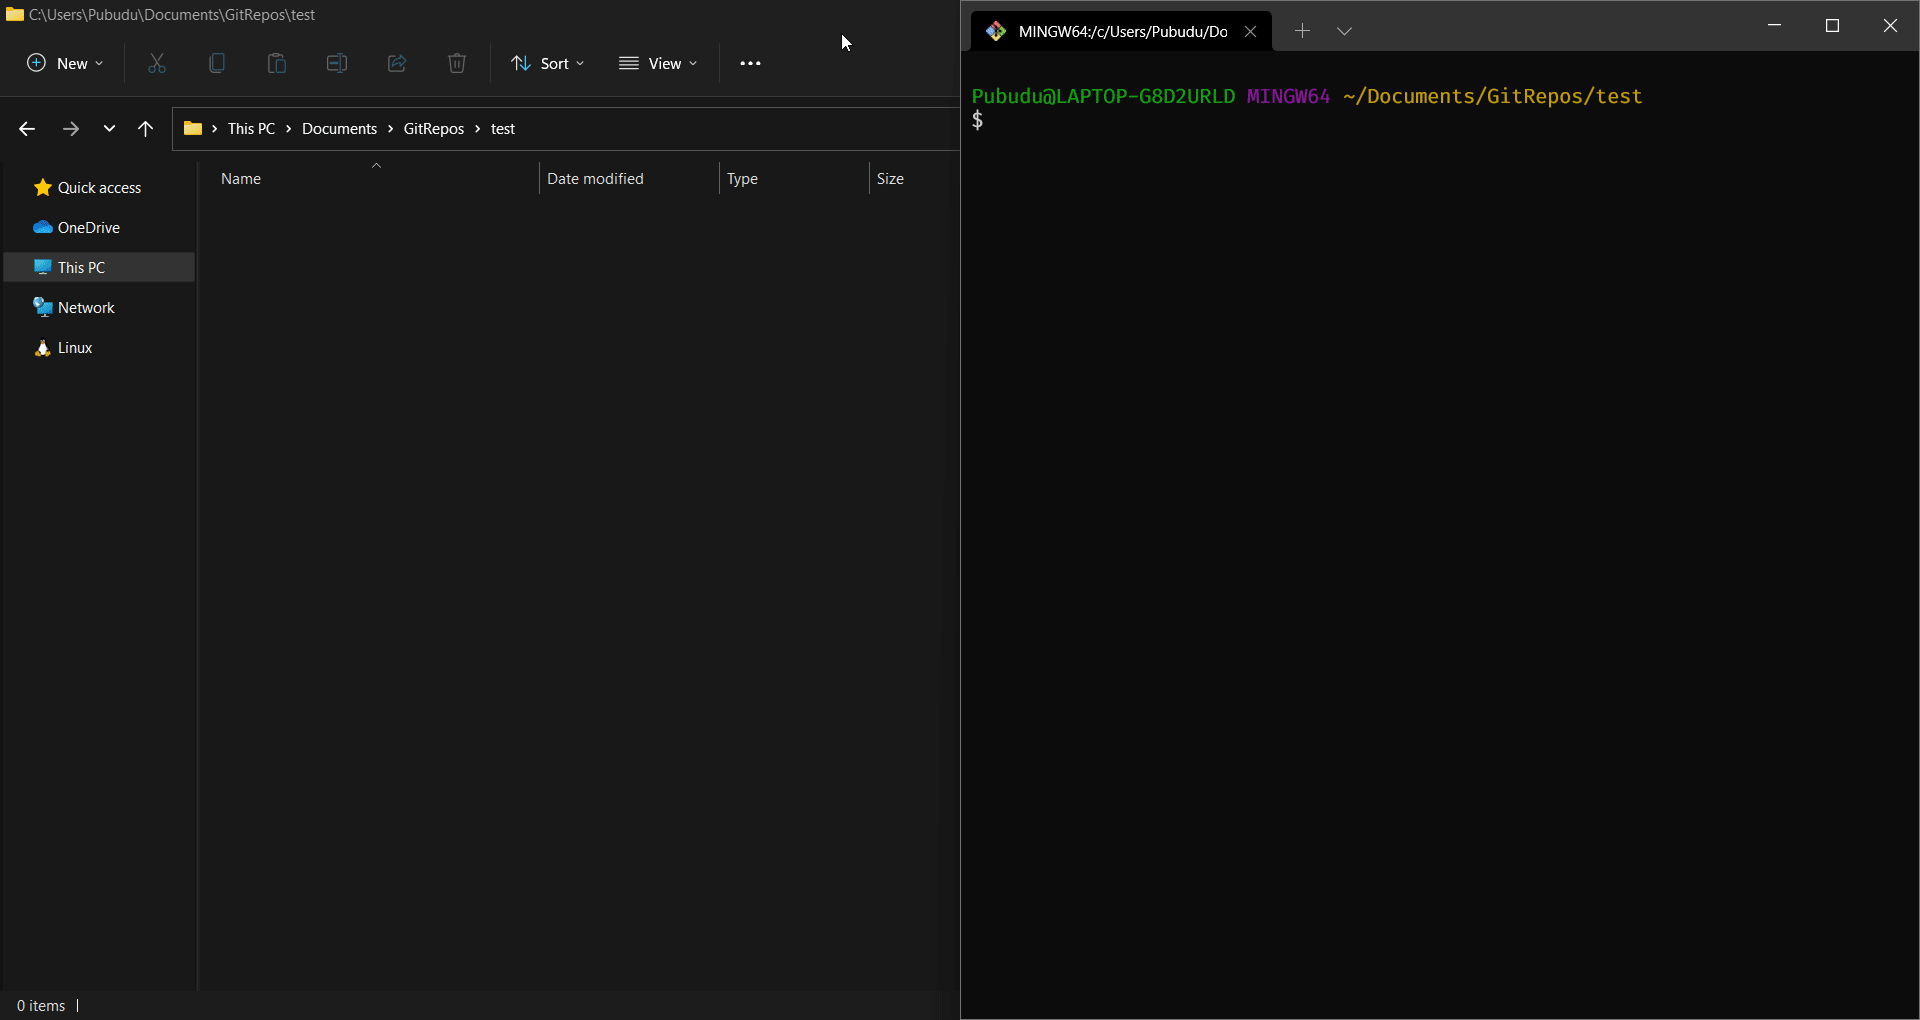 C:\Users\Pubudu\Documents\GitRepos\test
New
Sort
View
This PC > Documents > GitRepos > test
Name
Date modified
Type
Size
Quick access
OneDrive
This PC
Network
Linux
0 items
MINGW64:/c/Users/Pubudu/Do
Pubudu@LAPTOP-G8D2URLD MINGW64 ~/Documents/GitRepos/test
$